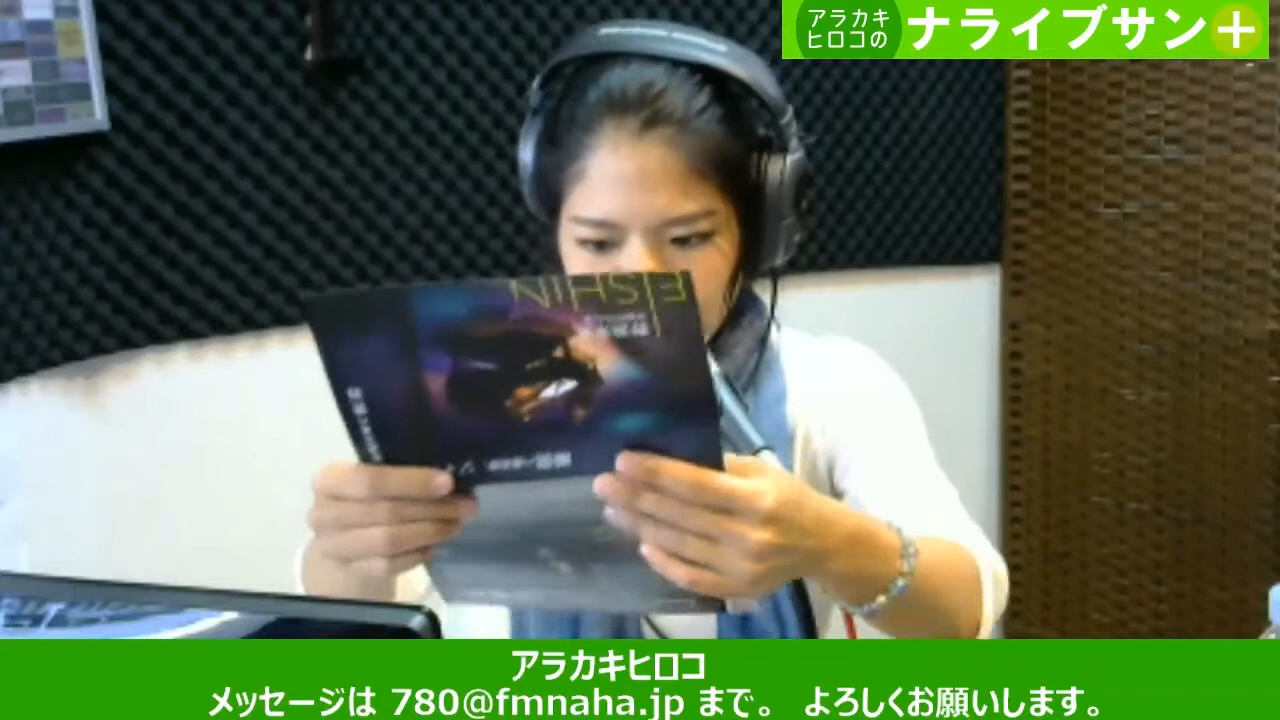 アラカキ
ヒロコの
ナライブサン+
EISHIN
アラカキヒロコ
メッセージは 780@fmnaha.jp まで。 よろしくお願いします。